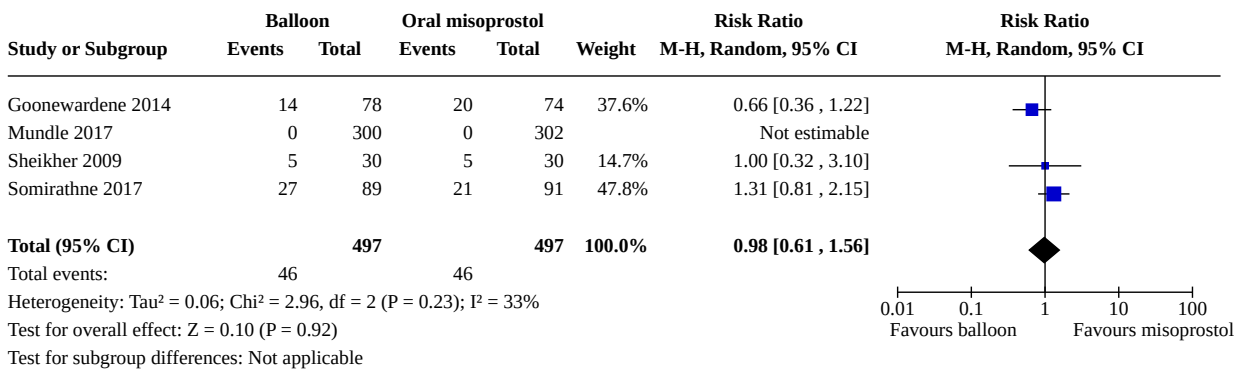 Balloon Oral misoprostol Risk Ratio Risk Ratio
Study or Subgroup Events Total Events Total Weight M-H, Random, 95% CI M-H, Random, 95% CI
Goonewardene 2014 14 78 20 74 37.6% 0.66 [0.36 , 1.22]
Mundle 2017 0 300 0 302 Not estimable
Sheikher 2009 5 30 5 30 14.7% 1.00 [0.32 , 3.10]
Somirathne 2017 27 89 21 91 47.8% 1.31 [0.81 , 2.15]
Total (95% CI) 497 497 100.0% 0.98 [0.61 , 1.56]
Total events: 46 46
Heterogeneity: Tau² = 0.06; Chi² = 2.96, df = 2 (P = 0.23); I² = 33%
Test for overall effect: Z = 0.10 (P = 0.92)
Test for subgroup differences: Not applicable
0.01 0.1 1 10 100
Favours balloon Favours misoprostol